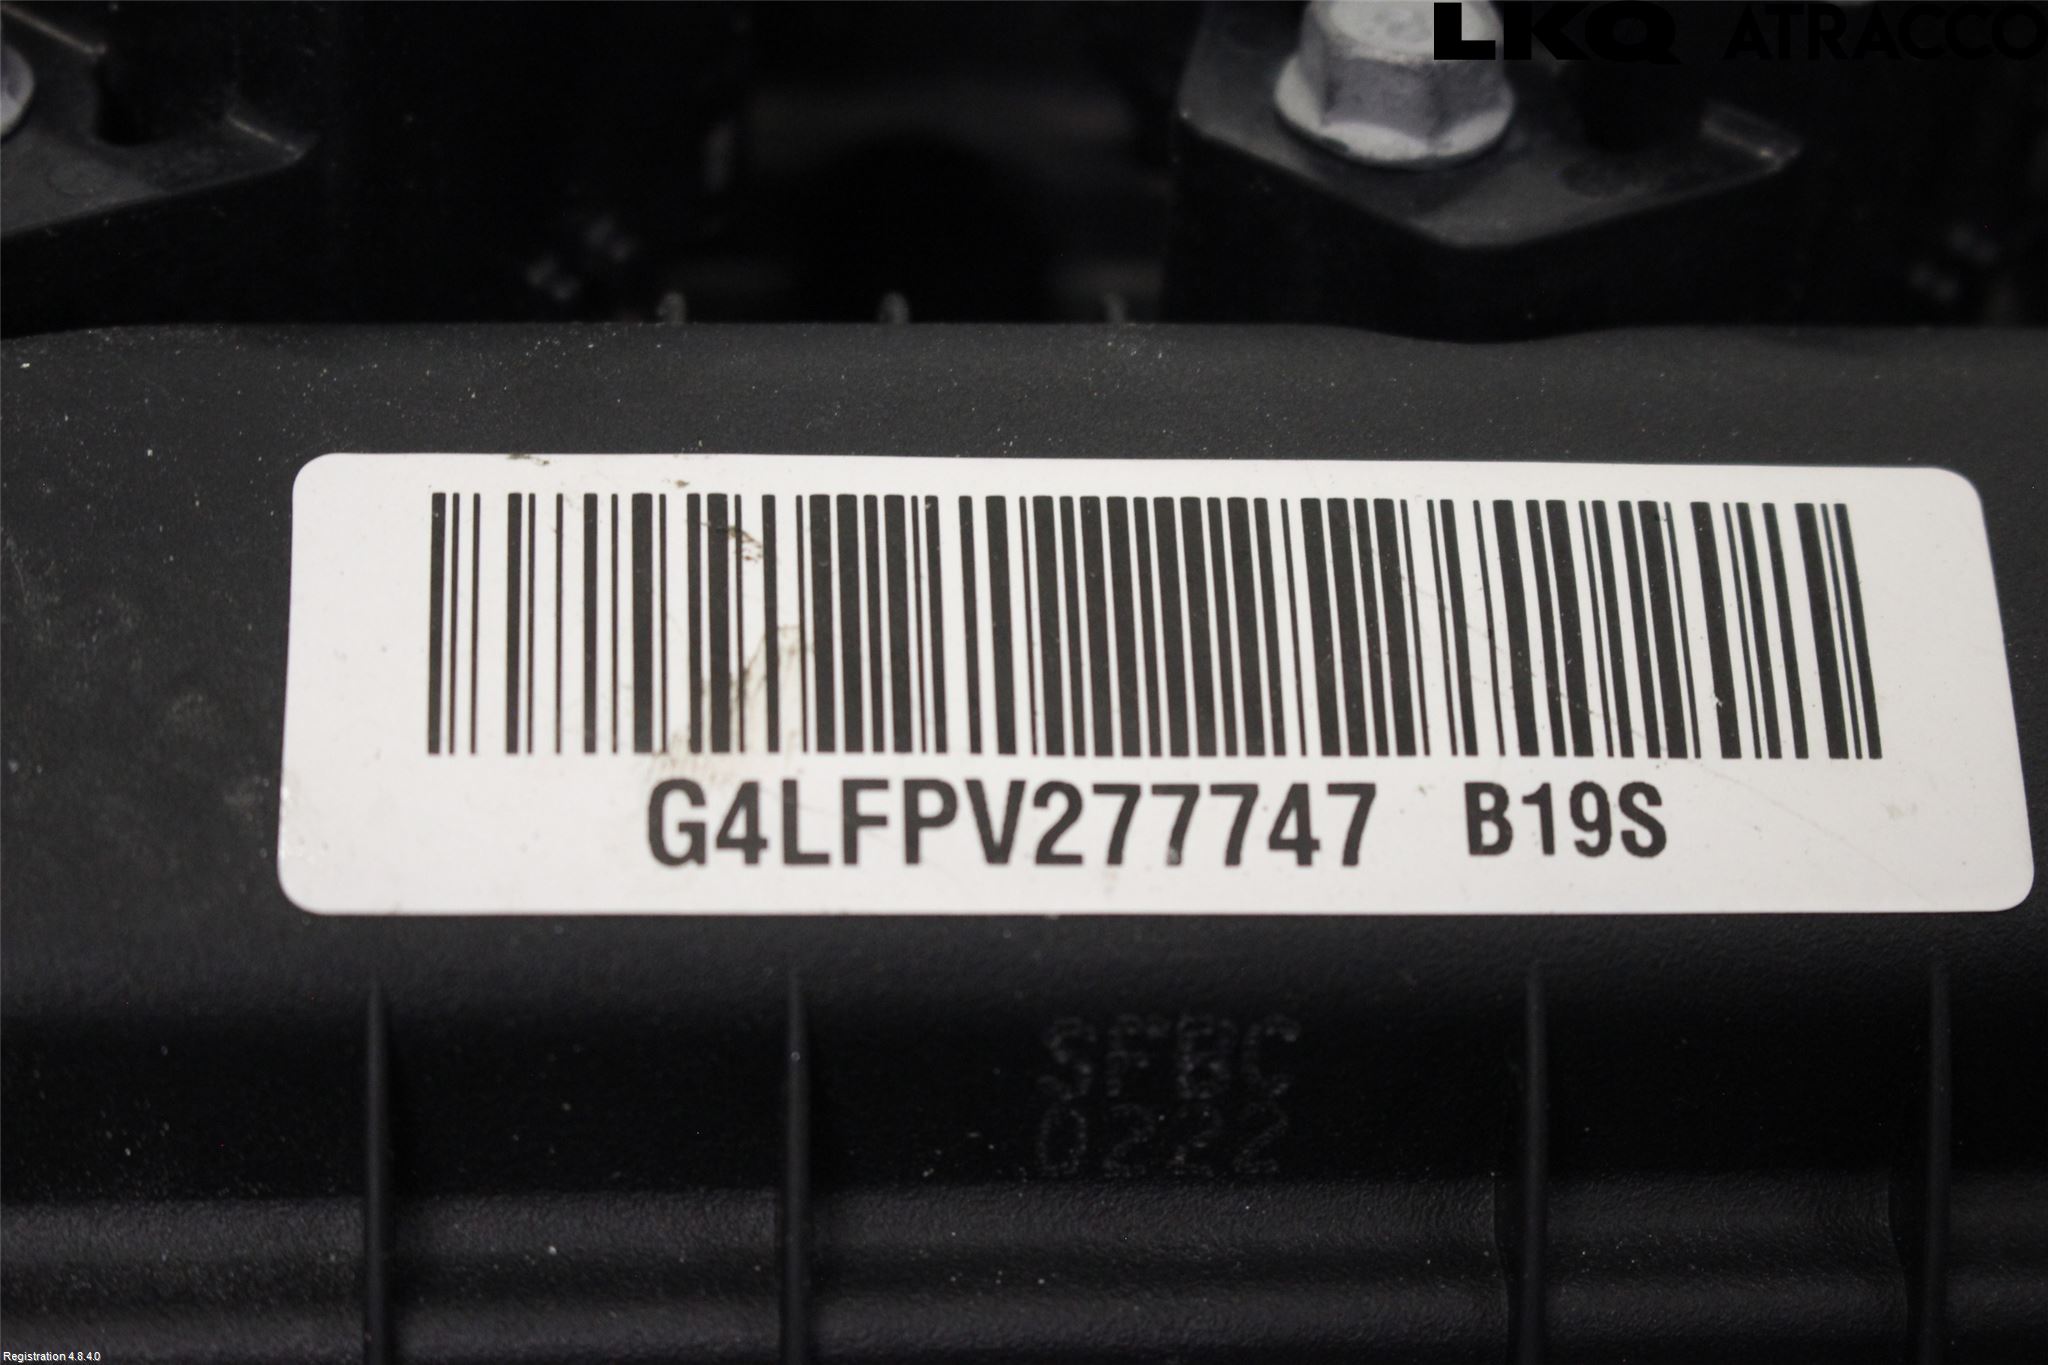 LKQ ATRACCO
G4LFPV277747 B19S
SFBC
0222
Registration 4.8.4.0